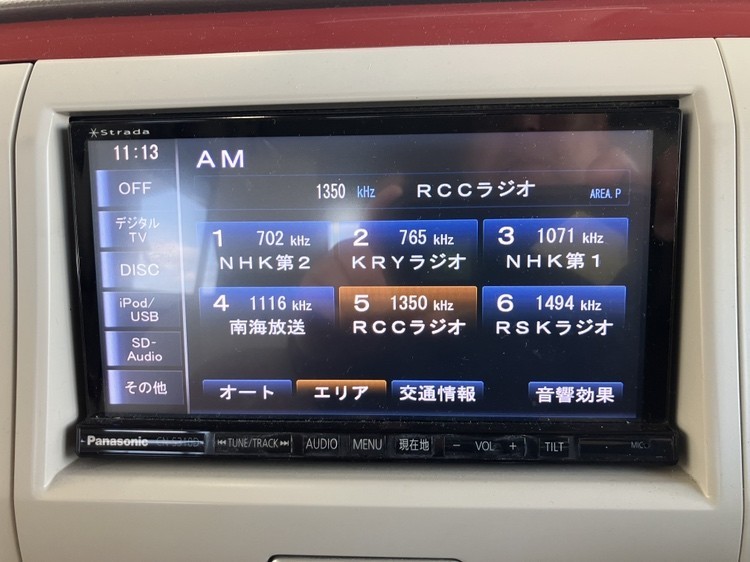 Strada
11:13
AM
OFF
1350 kHz RCCラジオ AREA.P
デジタル
TV
1 702 kHz
NHK第2
2 765 kHz
KRYラジオ
3 1071 kHz
NHK第1
DISC
iPod/
USB
4 1116 kHz
南海放送
5 1350 kHz
RCCラジオ
6 1494 kHz
RSKラジオ
SD-
Audio
その他
オート エリア 交通情報 音響効果
Panasonic TUNE/TRACK AUDIO MENU 現在地 − VOL + TILT MIC